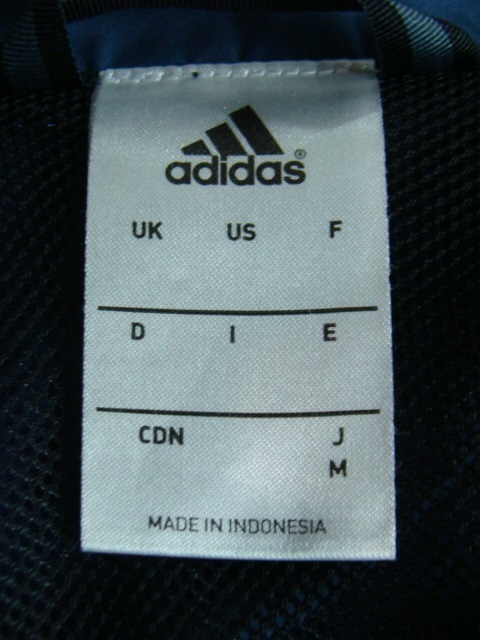 adidas®
UK US F
D I E
CDN J
M
MADE IN INDONESIA